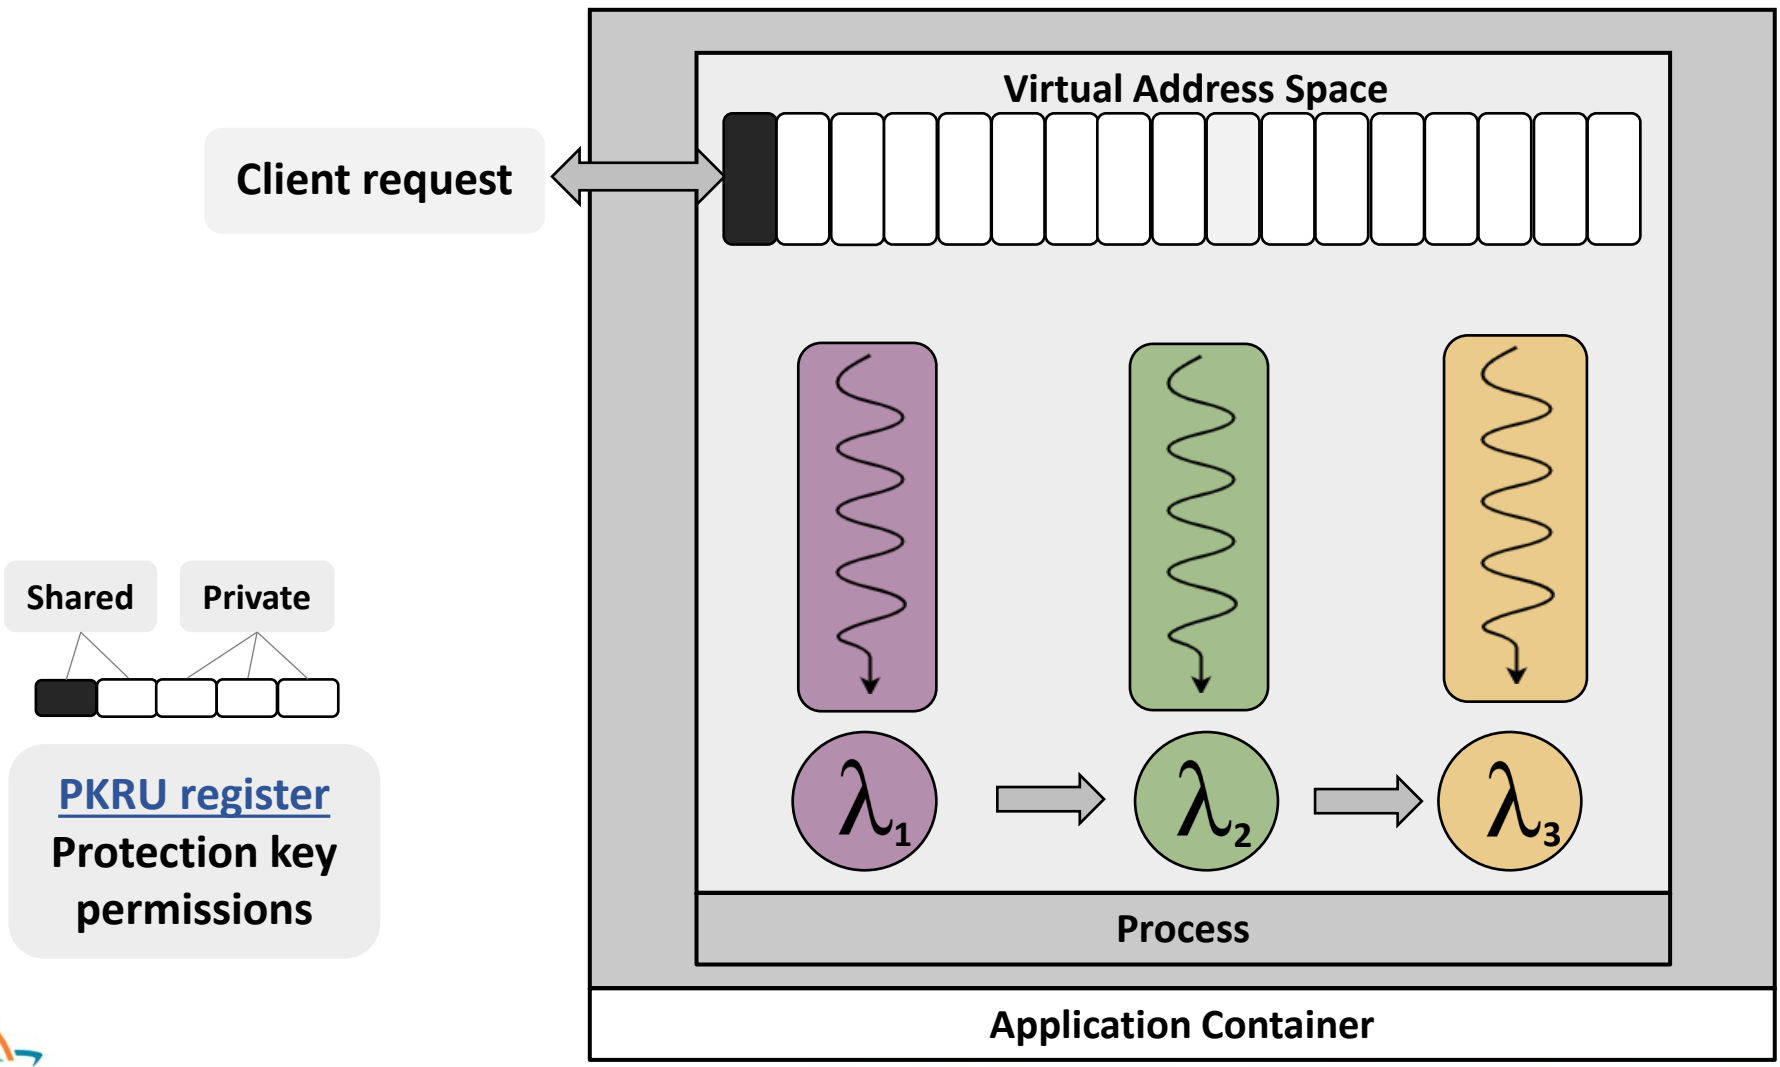 Virtual Address Space
Client request
Shared
Private
PKRU register
Protection key
permissions
λ1
λ2
λ3
Process
Application Container